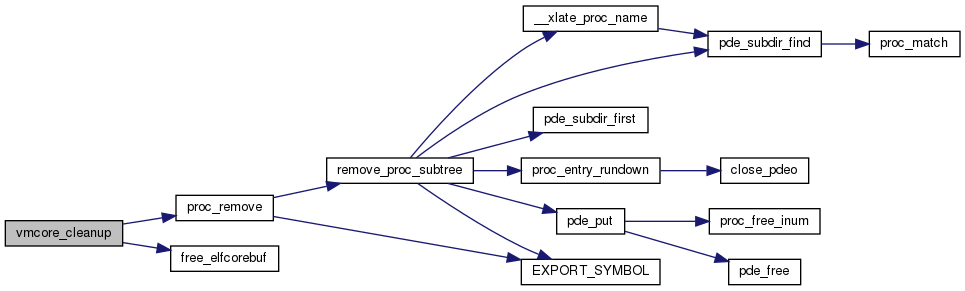 __xlate_proc_name
pde_subdir_find
proc_match
pde_subdir_first
remove_proc_subtree
proc_entry_rundown
close_pdeo
proc_remove
pde_put
proc_free_inum
vmcore_cleanup
free_elfcorebuf
EXPORT_SYMBOL
pde_free